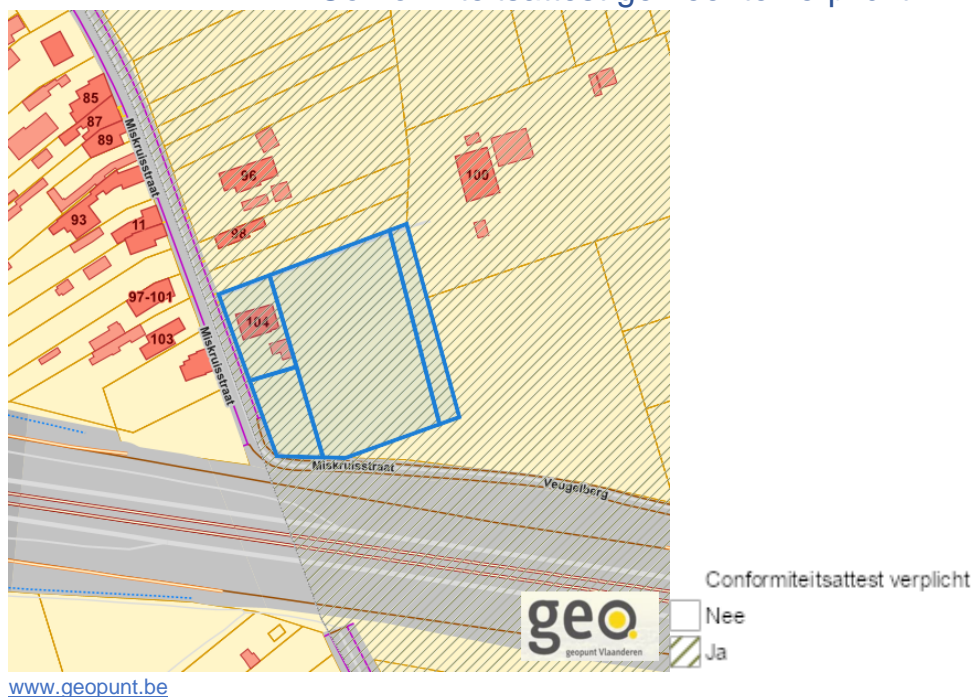 85
87
89
Miskruisstraat
96
100
93
11
98
97-101
104
103
Miskruisstraat
Miskruisstraat
Veugelberg
Conformiteitsattest verplicht
geo.
geopunt Vlaanderen
Nee
Ja
www.geopunt.be